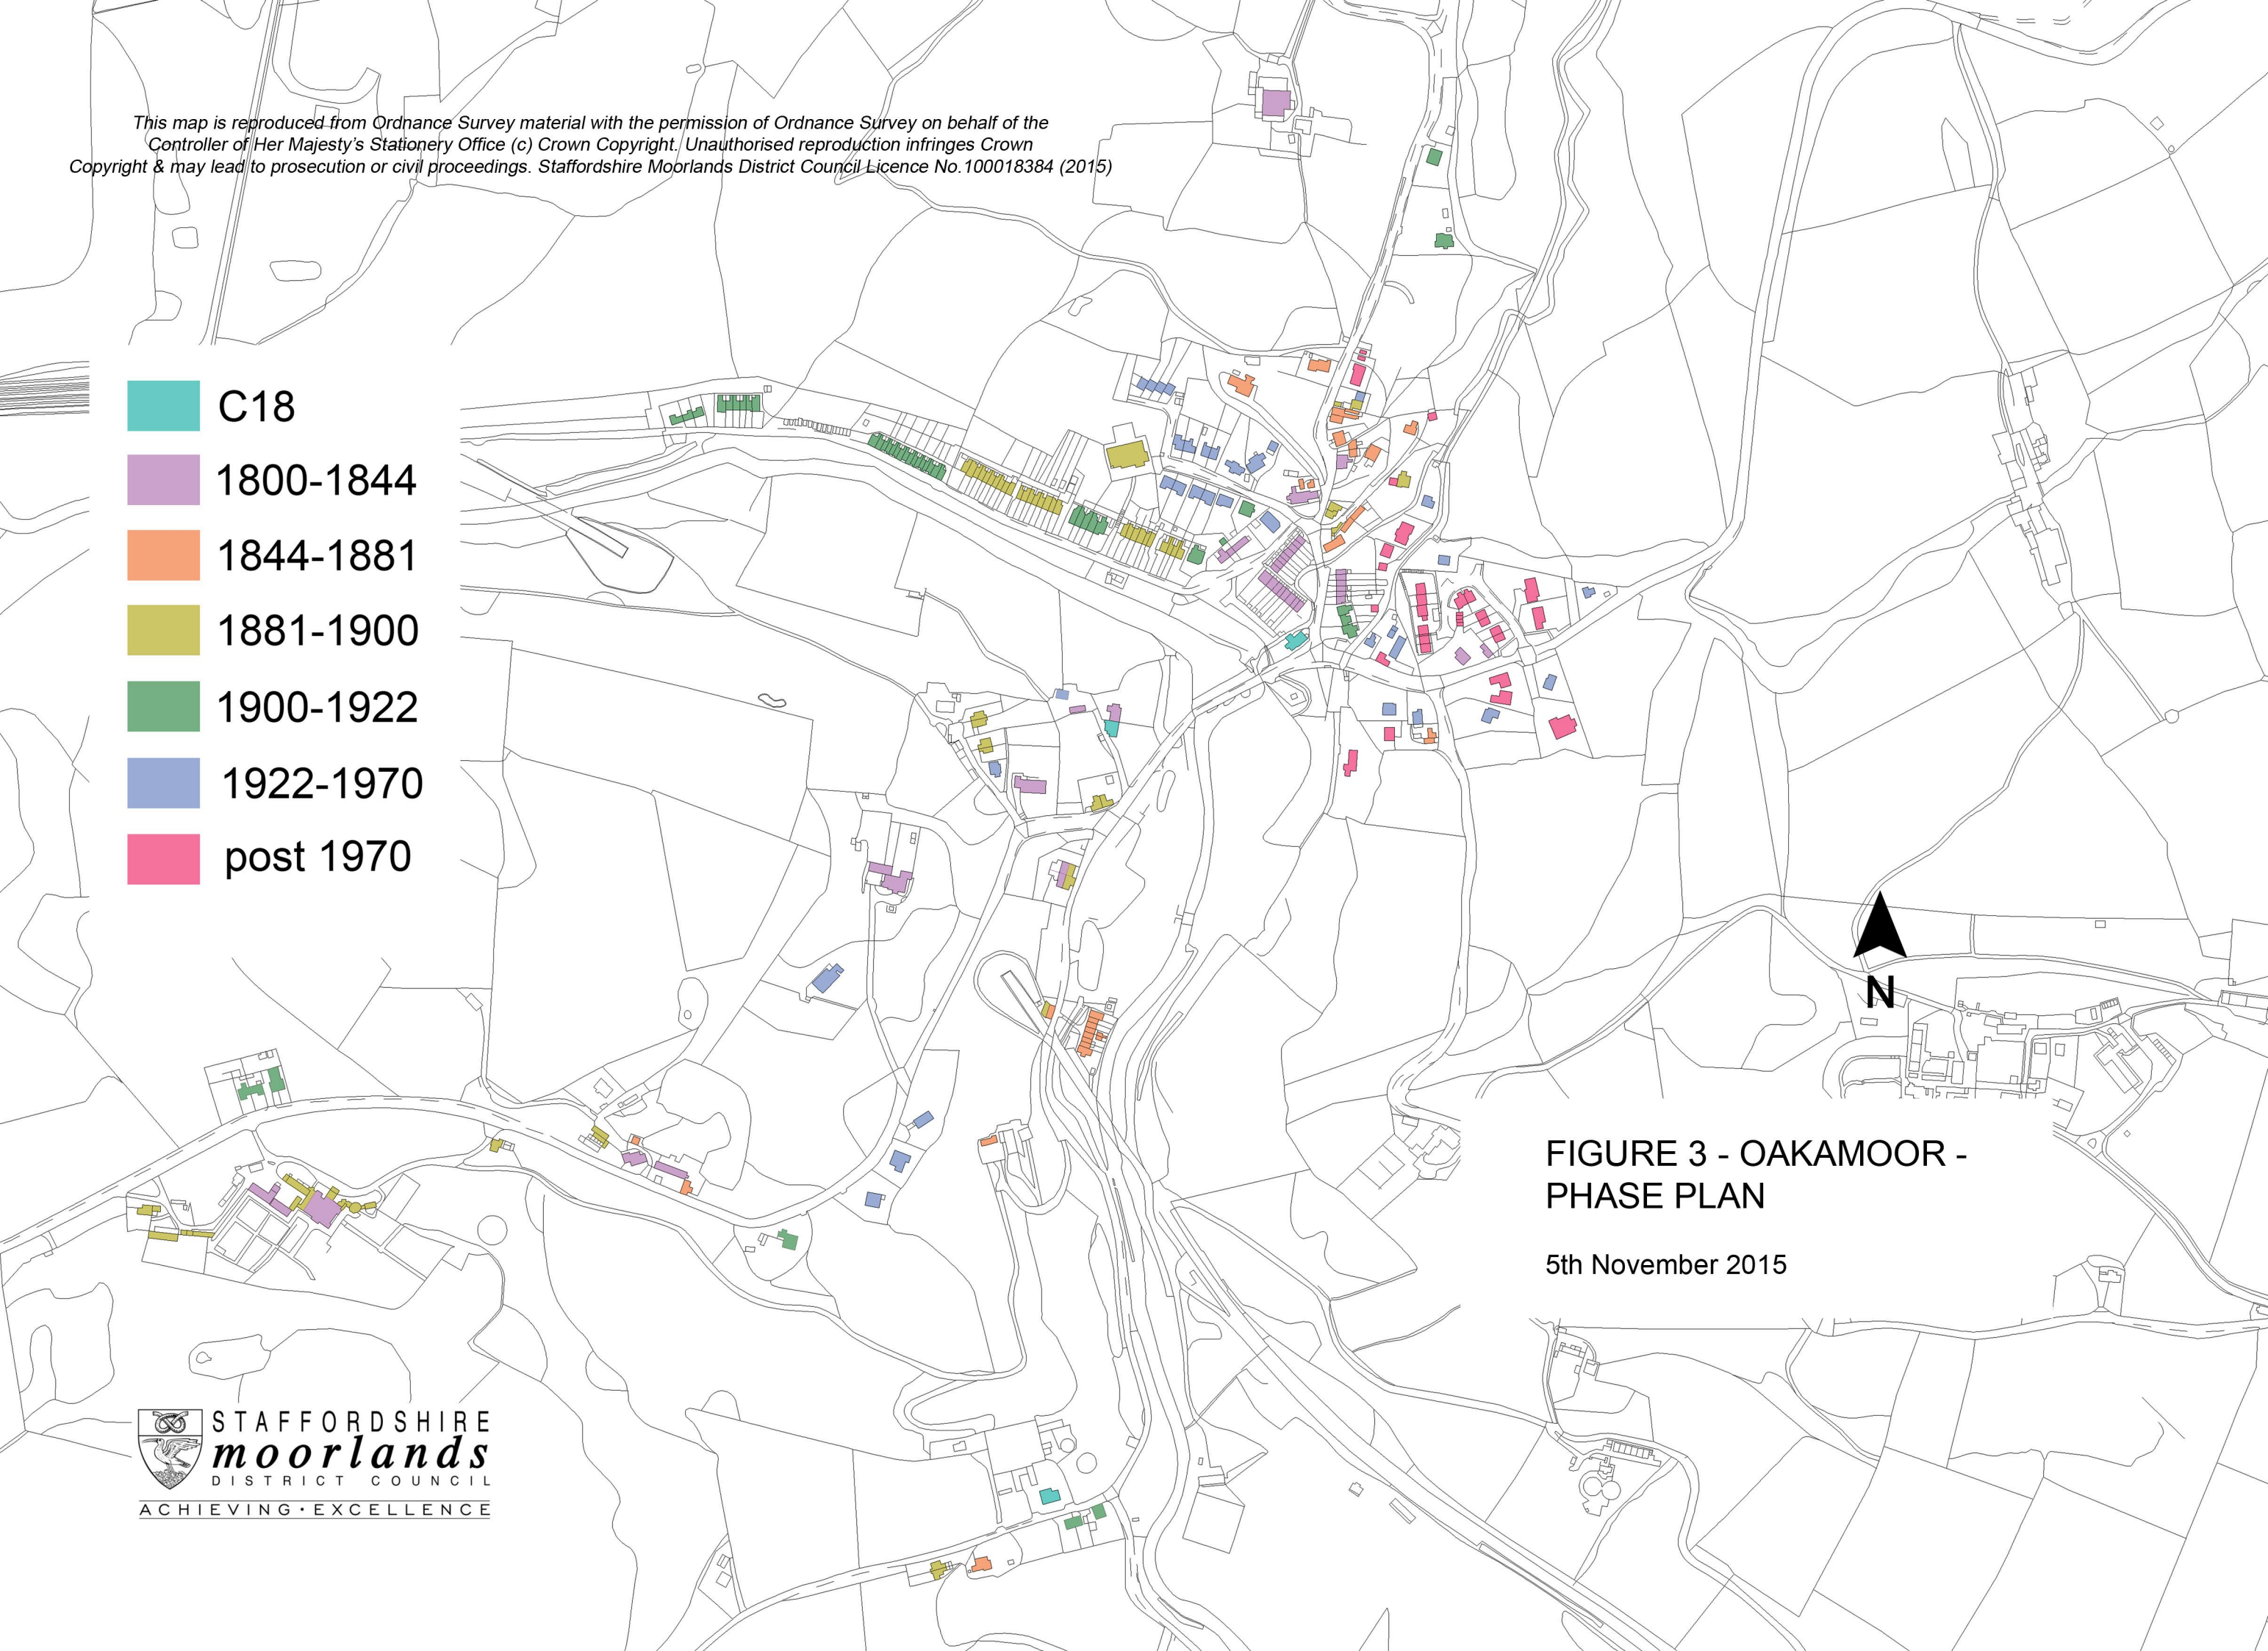 This map is reproduced from Ordnance Survey material with the permission of Ordnance Survey on behalf of the
Controller of Her Majesty's Stationery Office (c) Crown Copyright. Unauthorised reproduction infringes Crown
Copyright & may lead to prosecution or civil proceedings. Staffordshire Moorlands District Council Licence No.100018384 (2015)
C18
1800-1844
1844-1881
1881-1900
1900-1922
1922-1970
post 1970
N
FIGURE 3 - OAKAMOOR -
PHASE PLAN
5th November 2015
STAFFORDSHIRE
moorlands
DISTRICT COUNCIL
ACHIEVING · EXCELLENCE